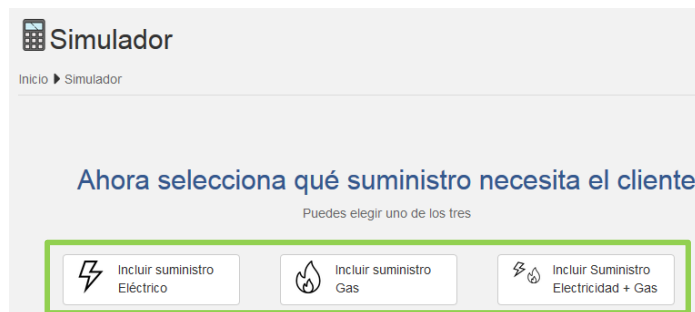 Simulador
Inicio Simulador
Ahora selecciona qué suministro necesita el cliente
Puedes elegir uno de los tres
Incluir suministro
Eléctrico
Incluir suministro
Gas
Incluir Suministro
Electricidad + Gas